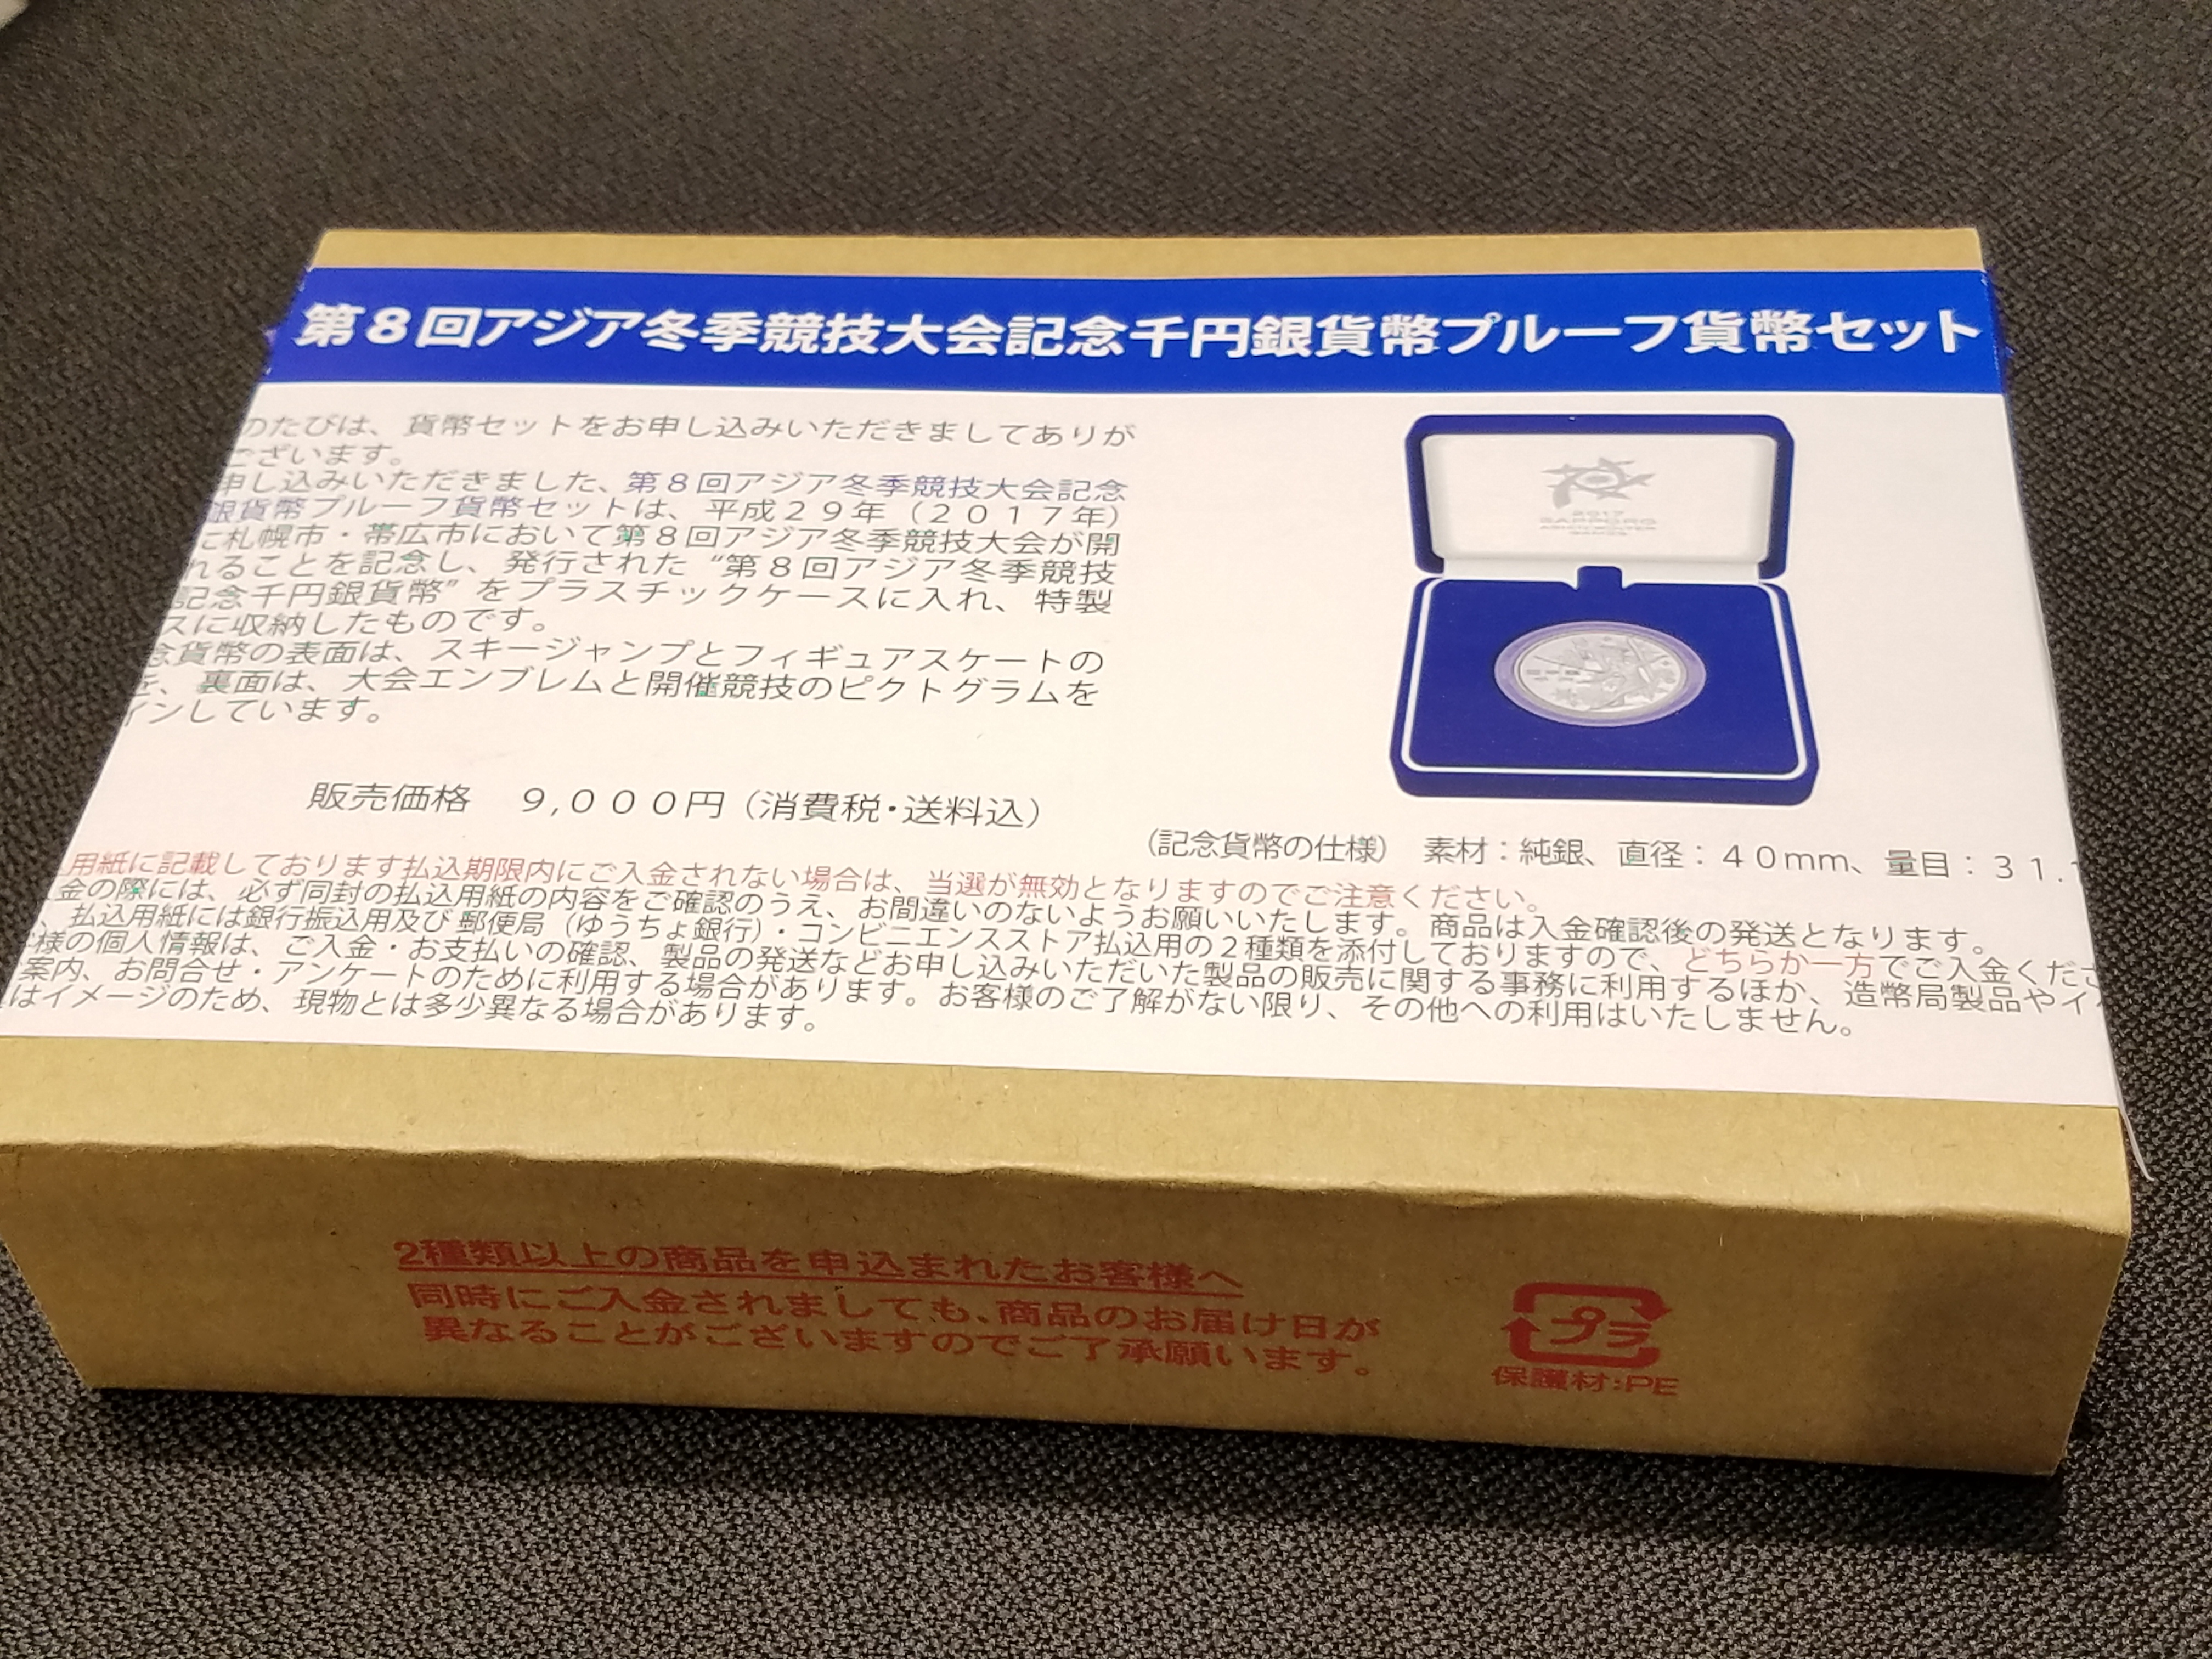 第8回アジア冬季競技大会記念千円銀貨幣プルーフ貨幣セット
のたびは、貨幣セットをお申し込みいただきましてありが
ございます。
申し込みいただきました、第8回アジア冬季競技大会記念
銀貨幣プルーフ貨幣セットは、平成29年(2017年)
に札幌市・帯広市において第8回アジア冬季競技大会が開
れることを記念し、発行された“第8回アジア冬季競技
記念千円銀貨幣”をプラスチックケースに入れ、特製
スに収納したものです。
念貨幣の表面は、スキージャンプとフィギュアスケートの
を、裏面は、大会エンブレムと開催競技のピクトグラムを
インしています。
2017
SAPPORO
ASIAN WINTER
GAMES
販売価格 9,000円(消費税・送料込)
(記念貨幣の仕様) 素材:純銀、直径:40mm、量目:31.1
用紙に記載しております払込期限内にご入金されない場合は、当選が無効となりますのでご注意ください。
金の際には、必ず同封の払込用紙の内容をご確認のうえ、お間違いのないようお願いいたします。商品は入金確認後の発送となります。
、払込用紙には銀行振込用及び郵便局(ゆうちょ銀行)・コンビニエンスストア払込用の2種類を添付しておりますので、どちらか一方でご入金くださ
様の個人情報は、ご入金・お支払いの確認、製品の発送などお申し込みいただいた製品の販売に関する事務に利用するほか、造幣局製品やイ
案内、お問合せ・アンケートのために利用する場合があります。お客様のご了解がない限り、その他への利用はいたしません。
はイメージのため、現物とは多少異なる場合があります。
2種類以上の商品を申込まれたお客様へ
同時にご入金されましても、商品のお届け日が
異なることがございますのでご了承願います。
プラ
保護材:PE